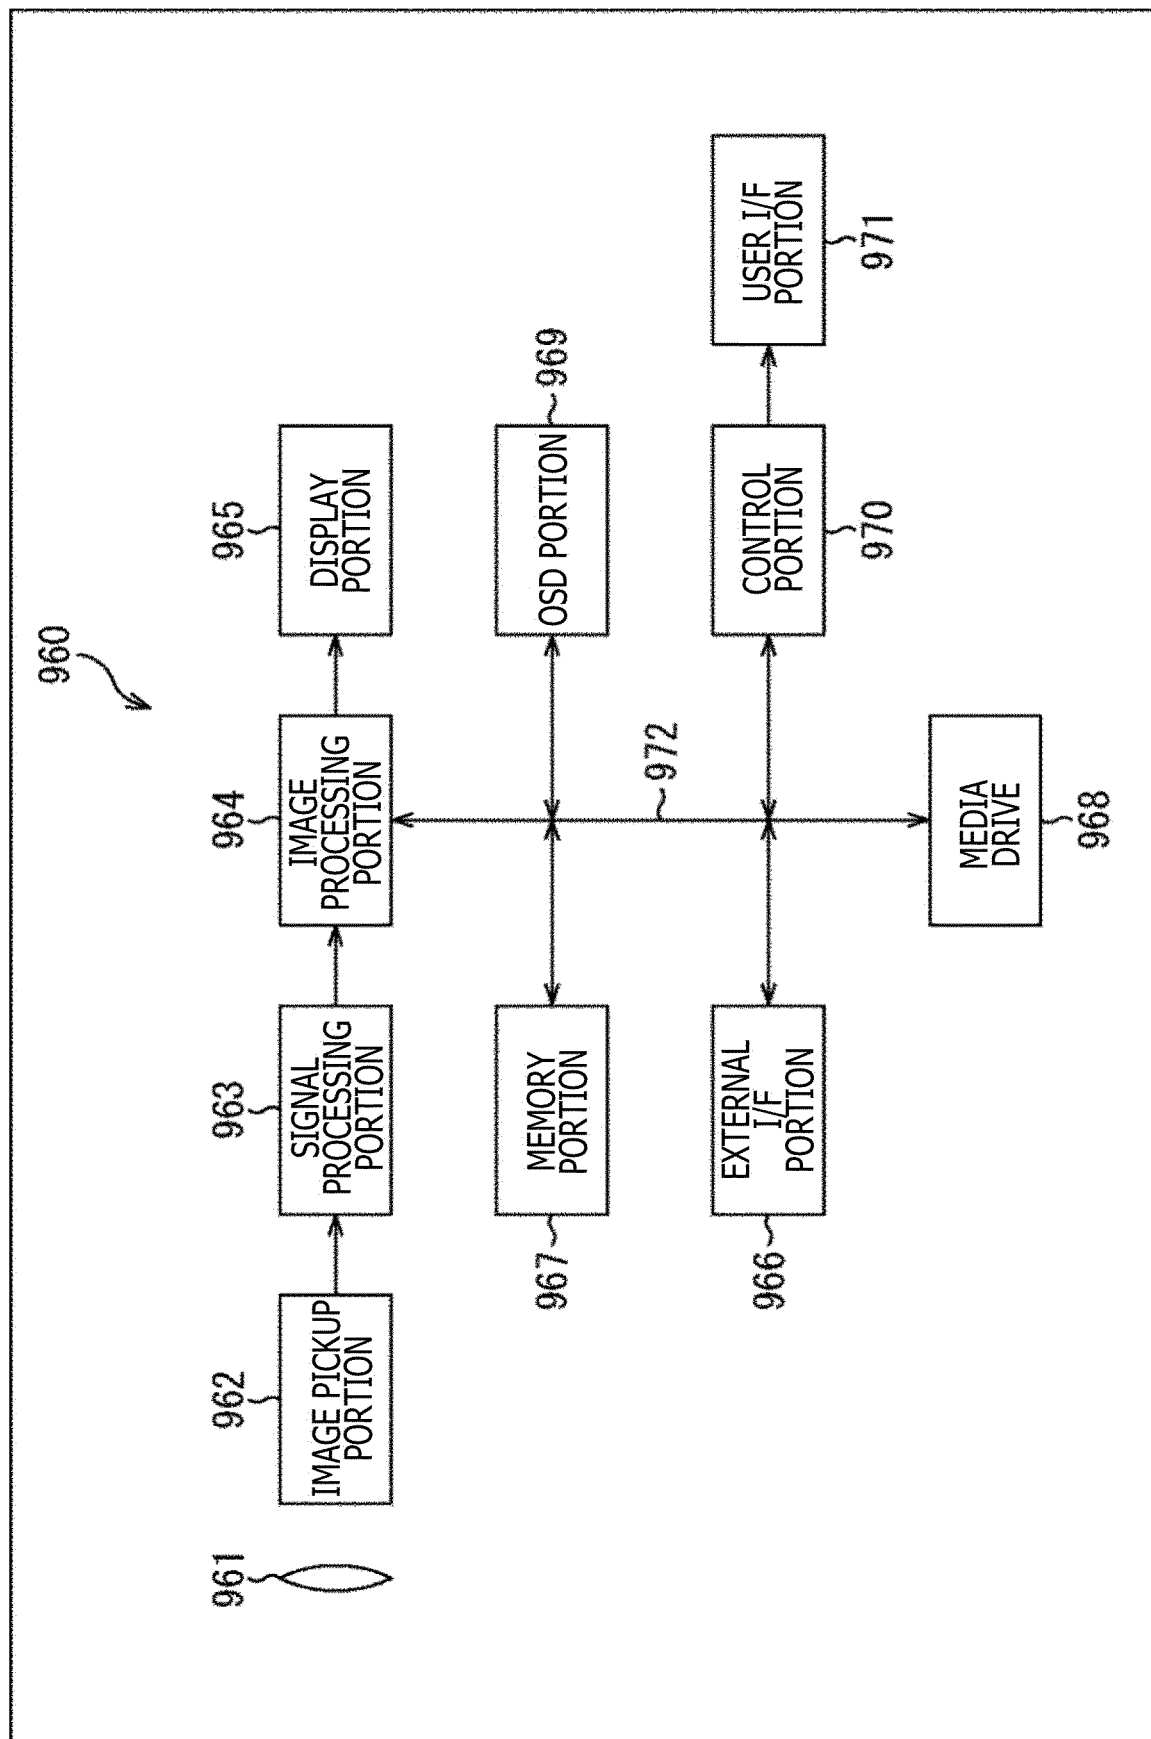 960
961
962
IMAGE PICKUP
PORTION
963
SIGNAL
PROCESSING
PORTION
964
IMAGE
PROCESSING
PORTION
965
DISPLAY
PORTION
967
MEMORY
PORTION
OSD PORTION
969
972
966
EXTERNAL
I/F
PORTION
CONTROL
PORTION
970
USER I/F
PORTION
971
MEDIA
DRIVE
968